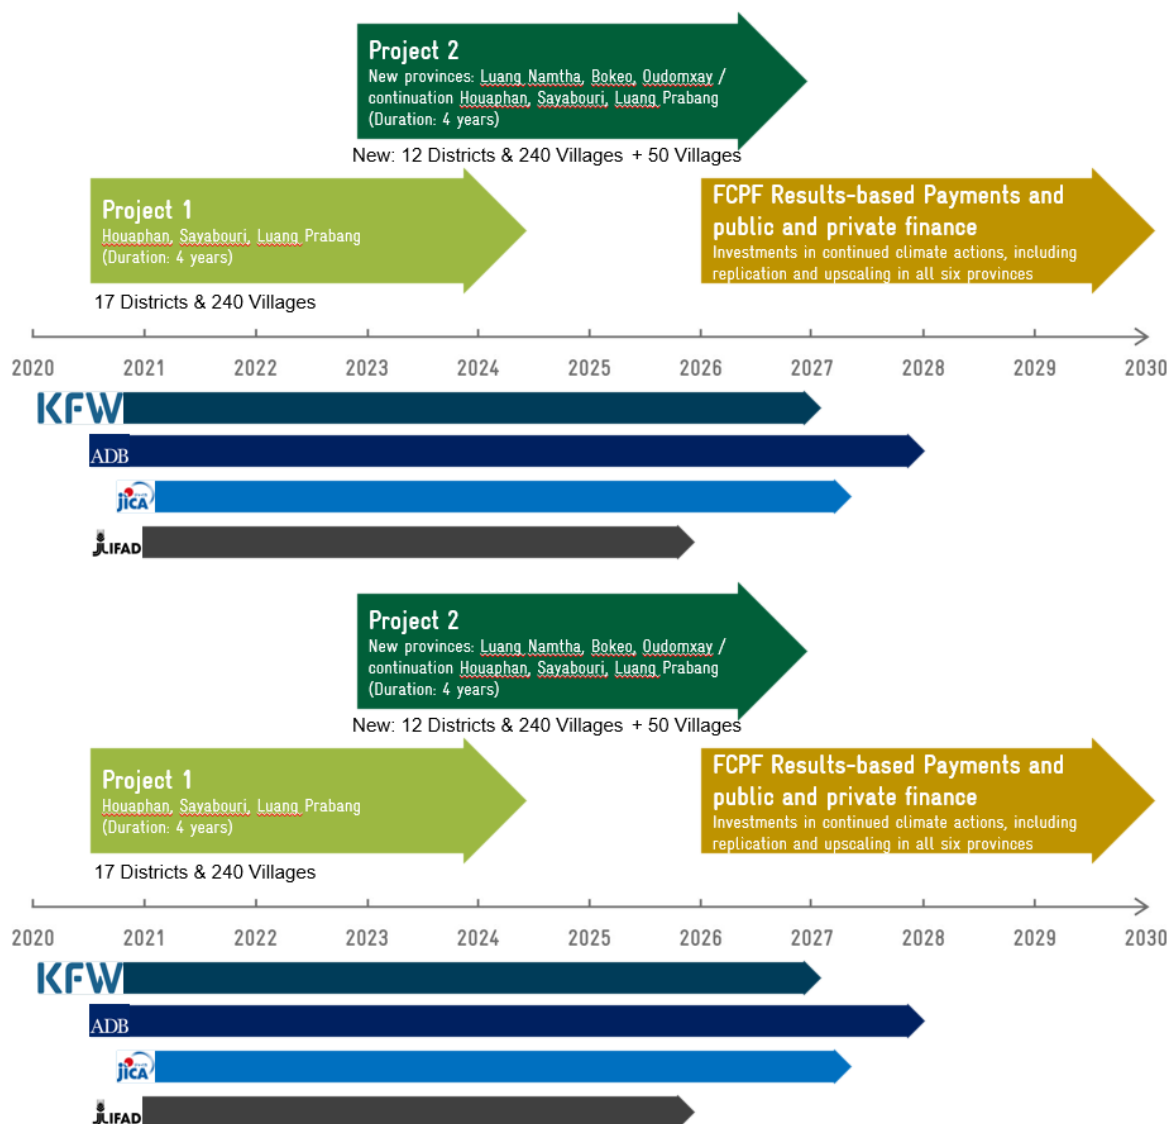 Project 2
New provinces: Luang Namtha, Bokeo, Oudomxay /
continuation Houaphan, Sayabouri, Luang Prabang
(Duration: 4 years)
New: 12 Districts & 240 Villages + 50 Villages
Project 1
Houaphan, Sayabouri, Luang Prabang
(Duration: 4 years)
17 Districts & 240 Villages
FCPF Results-based Payments and
public and private finance
Investments in continued climate actions, including
replication and upscaling in all six provinces
2020 2021 2022 2023 2024 2025 2026 2027 2028 2029 2030
KFW
ADB
jICA
JLIFAD
Project 2
New provinces: Luang Namtha, Bokeo, Oudomxay /
continuation Houaphan, Sayabouri, Luang Prabang
(Duration: 4 years)
New: 12 Districts & 240 Villages + 50 Villages
Project 1
Houaphan, Sayabouri, Luang Prabang
(Duration: 4 years)
17 Districts & 240 Villages
FCPF Results-based Payments and
public and private finance
Investments in continued climate actions, including
replication and upscaling in all six provinces
2020 2021 2022 2023 2024 2025 2026 2027 2028 2029 2030
KFW
ADB
jICA
JLIFAD